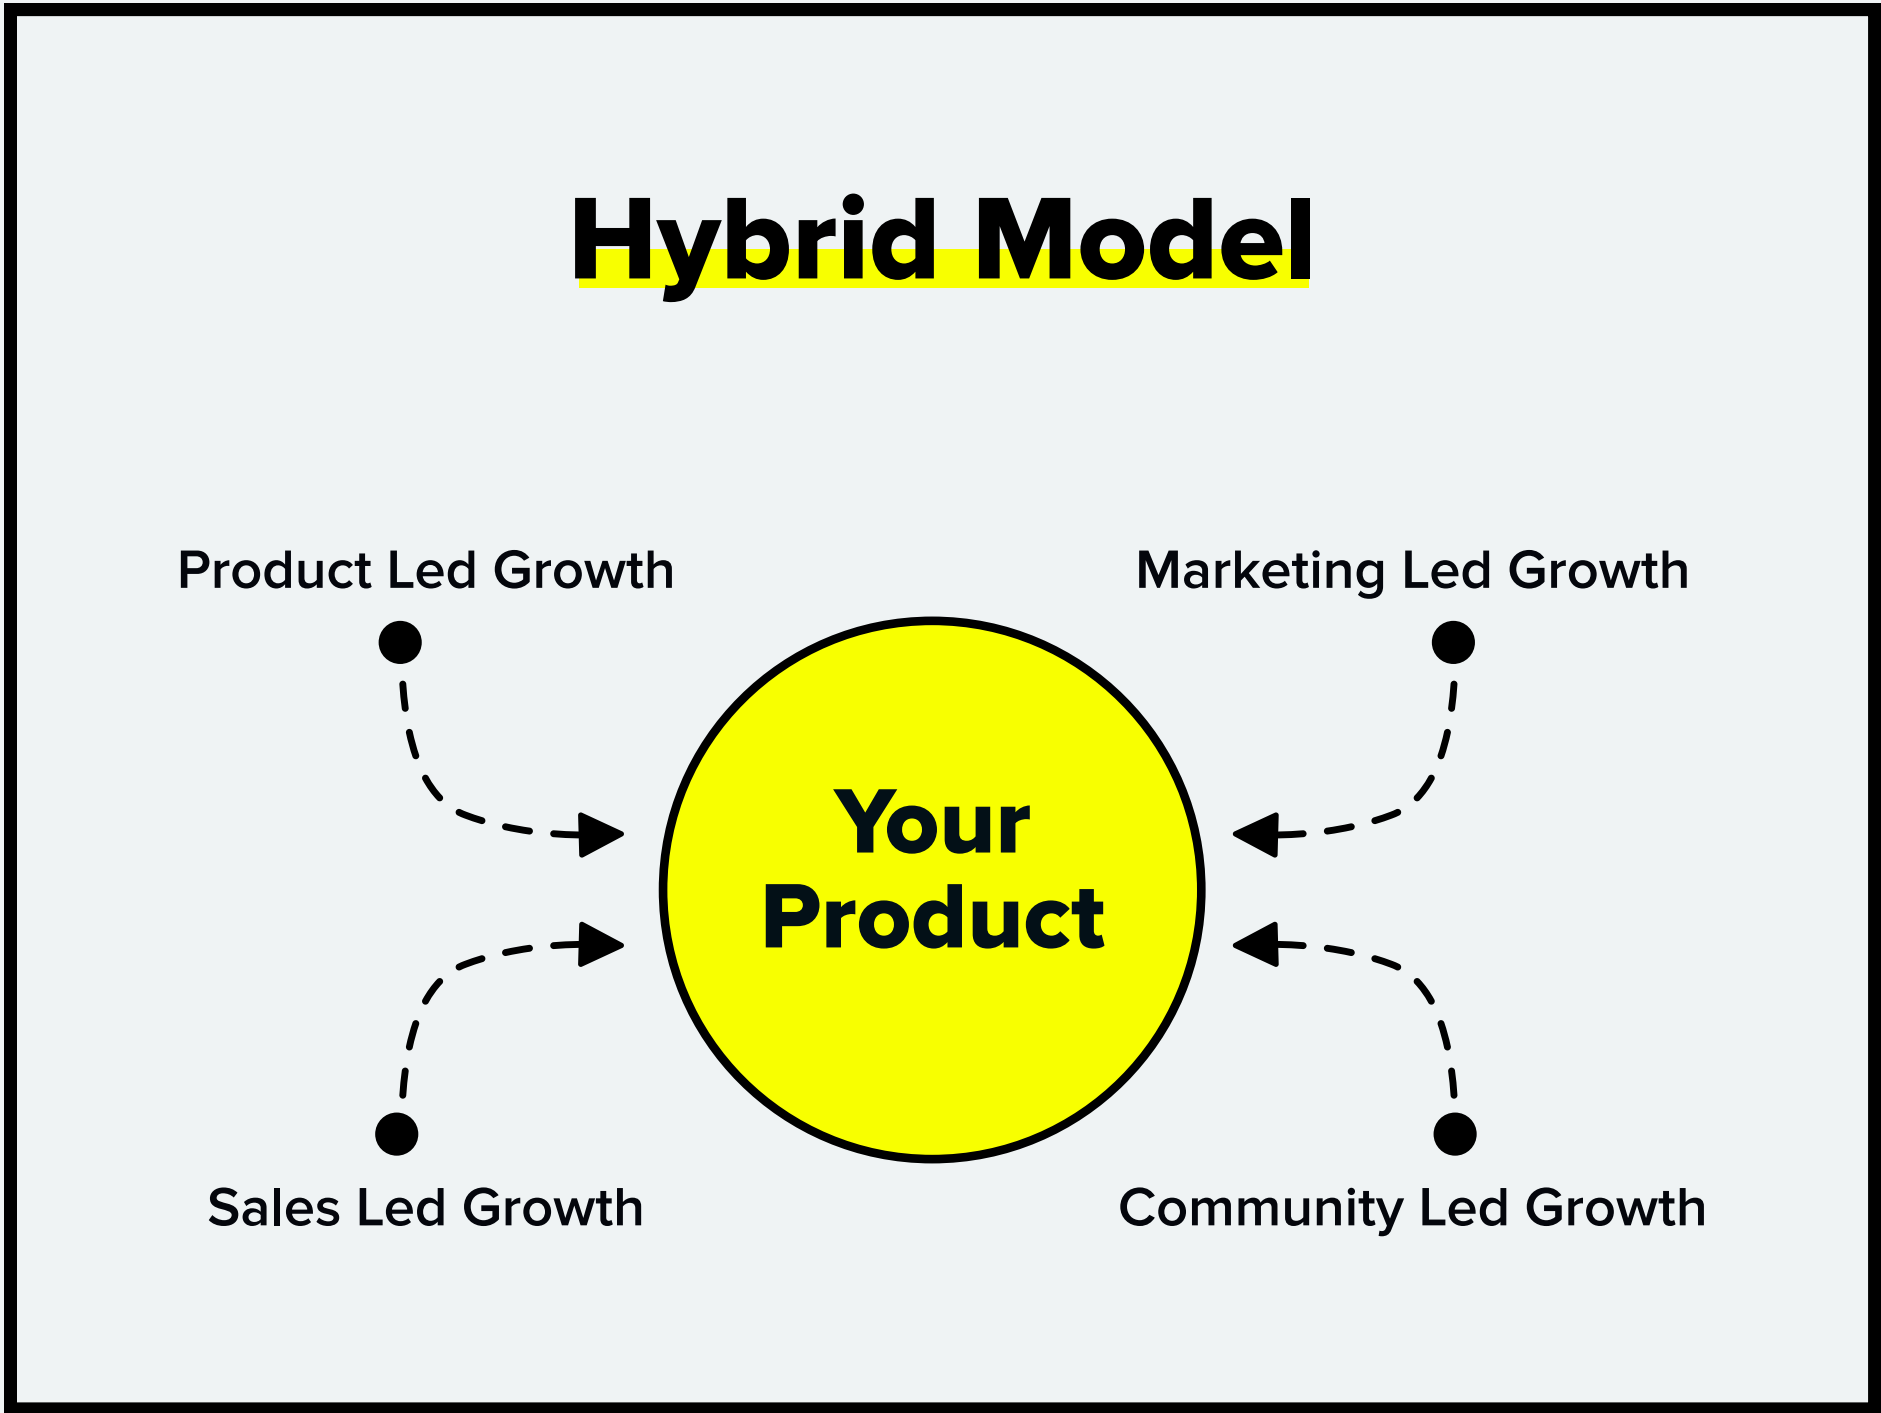 Hybrid Model
Product Led Growth
Marketing Led Growth
Your
Product
Sales Led Growth
Community Led Growth